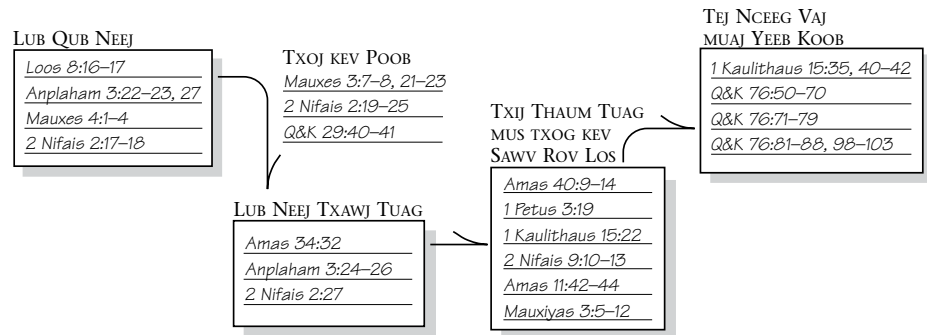 LUB QUB NEEJ
Loos 8:16–17
Anplaham 3:22–23, 27
Mauxes 4:1–4
2 Nifais 2:17–18
TXOJ KEV POOB
Mauxes 3:7–8, 21–23
2 Nifais 2:19–25
Q&K 29:40–41
LUB NEEJ TXAWJ TUAG
Amas 34:32
Anplaham 3:24–26
2 Nifais 2:27
TXIJ THAUM TUAG
MUS TXOG KEV
SAWV ROV LOS
Amas 40:9–14
1 Petus 3:19
1 Kaulithaus 15:22
2 Nifais 9:10–13
Amas 11:42–44
Mauxiyas 3:5–12
TEJ NCEEG VAJ
MUAJ YEEB KOOB
1 Kaulithaus 15:35, 40–42
Q&K 76:50–70
Q&K 76:71–79
Q&K 76:81–88, 98–103